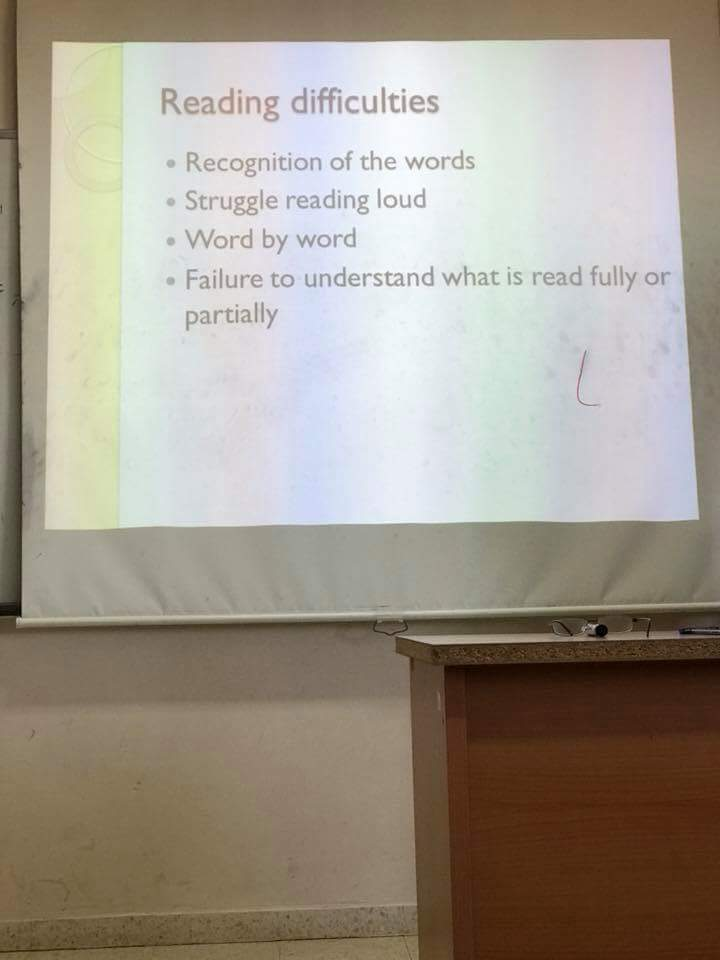 Reading difficulties
• Recognition of the words
• Struggle reading loud
• Word by word
• Failure to understand what is read fully or
partially